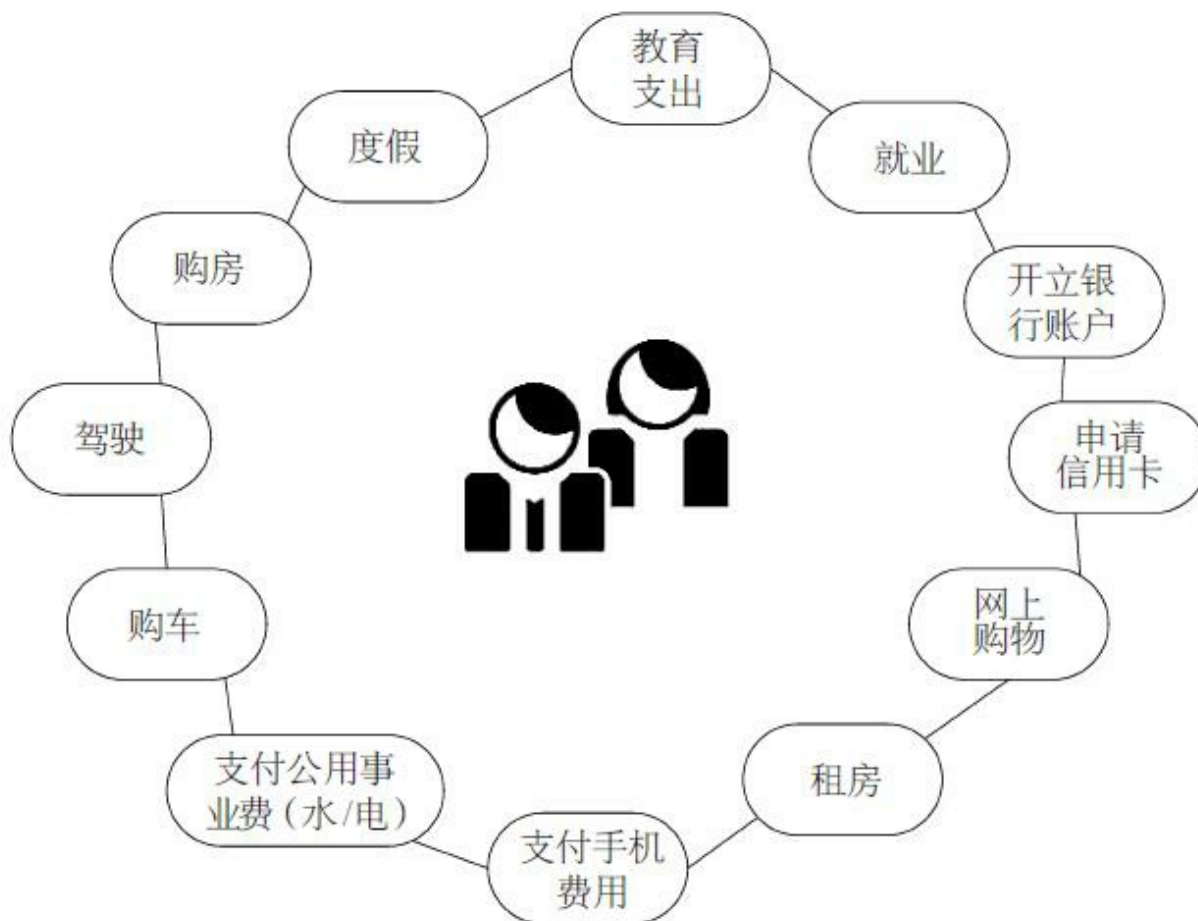 教育
支出
就业
开立银
行账户
申请
信用卡
网上
购物
租房
支付手机
费用
支付公用事
业费（水/电）
购车
驾驶
购房
度假